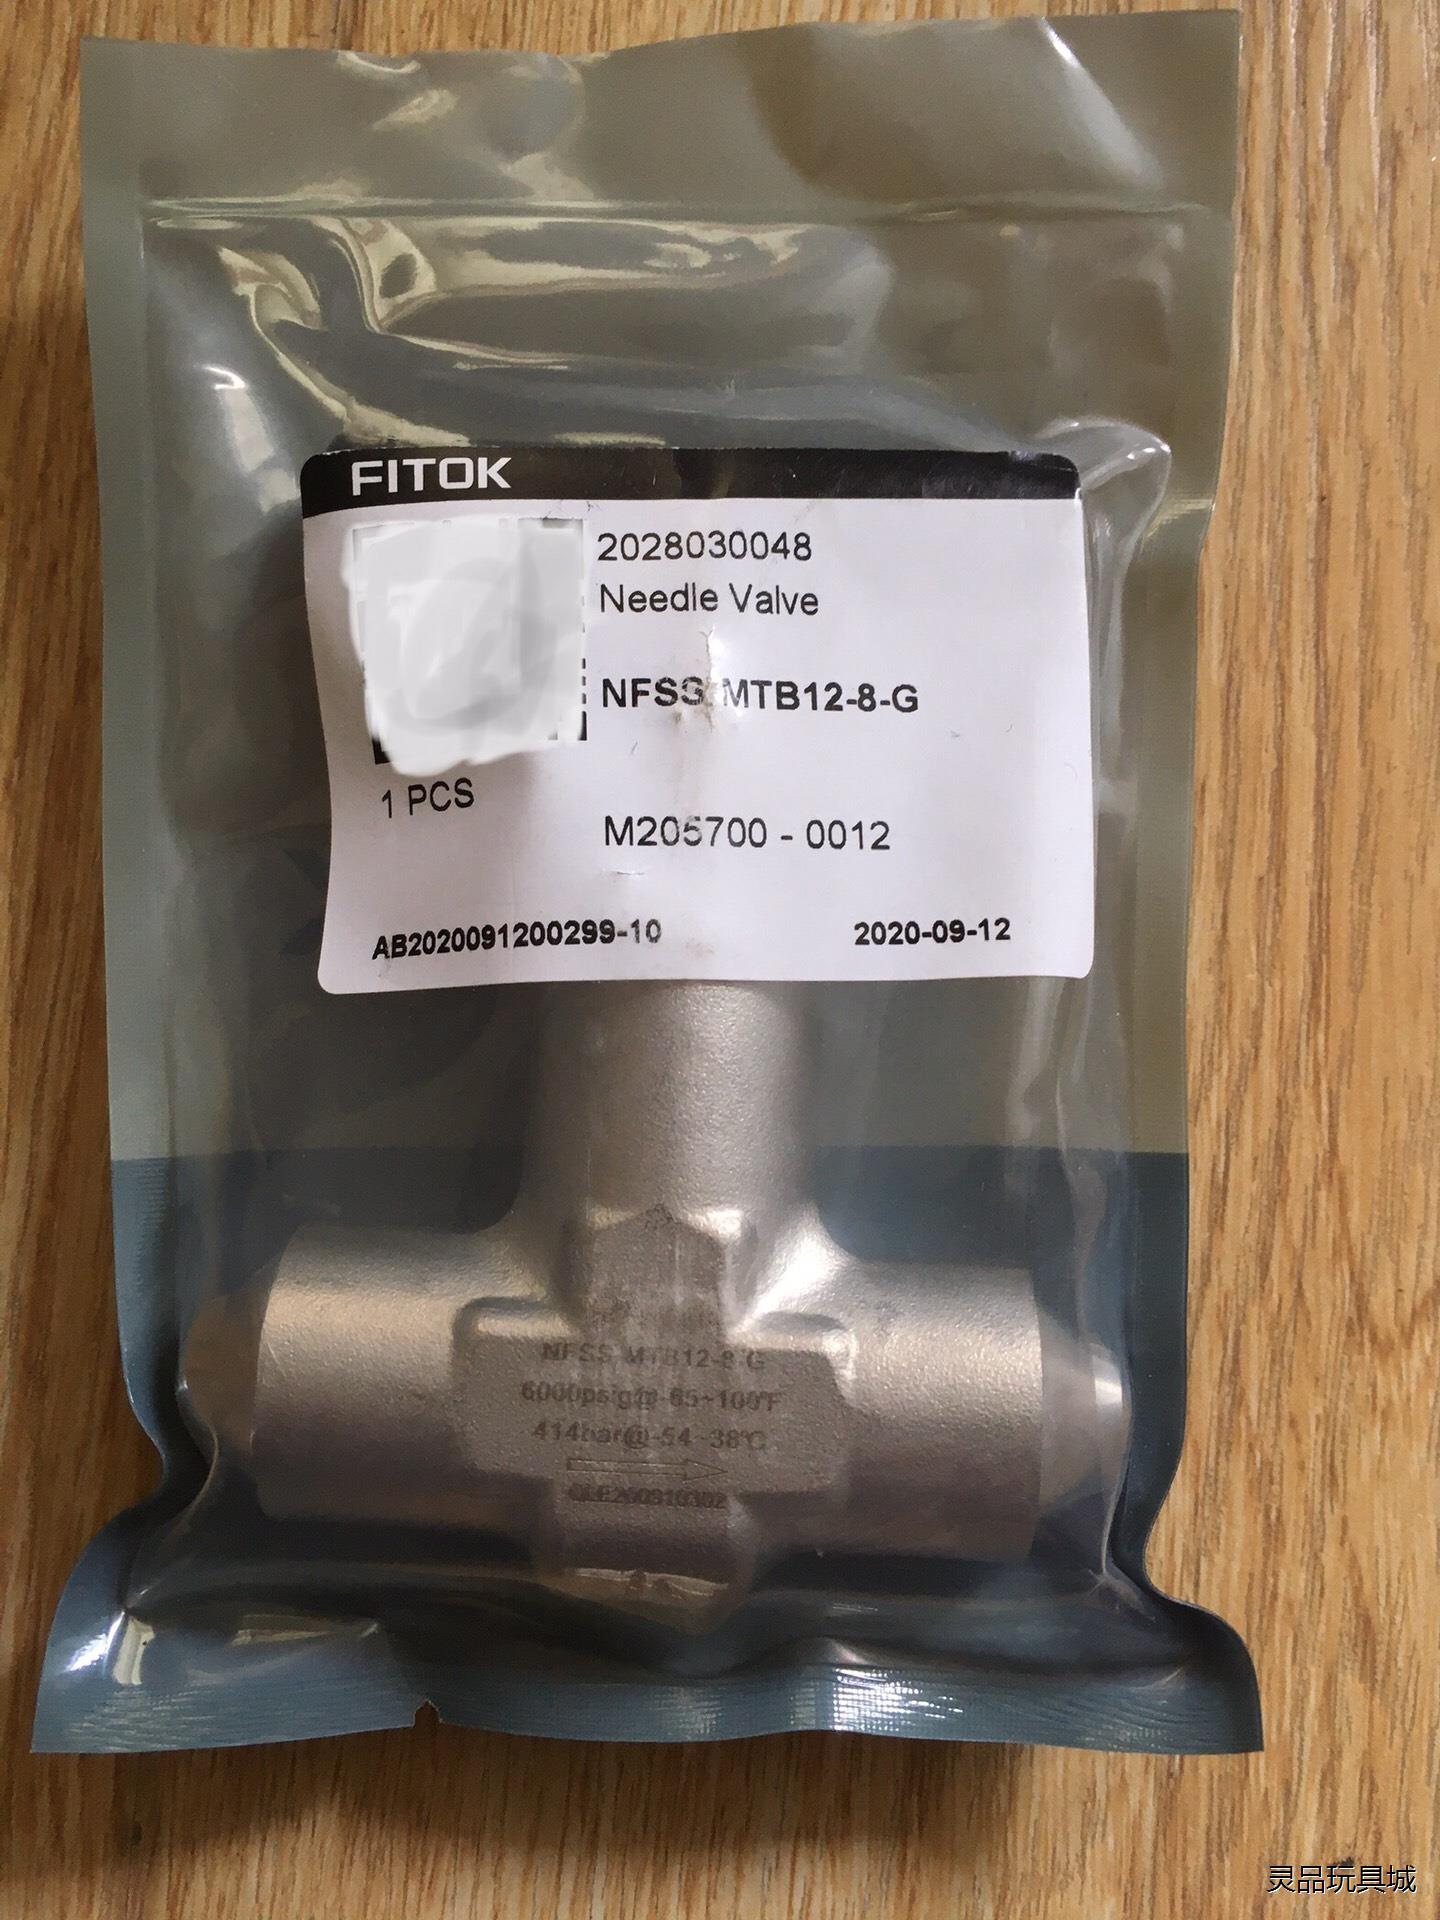 FITOK
2028030048
Needle Valve
NFSS-MTB12-8-G
1 PCS
M205700 - 0012
AB2020091200299-10
2020-09-12
NFSS-MTB12-8-G
6000psig@-65~100°F
414bar@-54~38°C
灵品玩具城